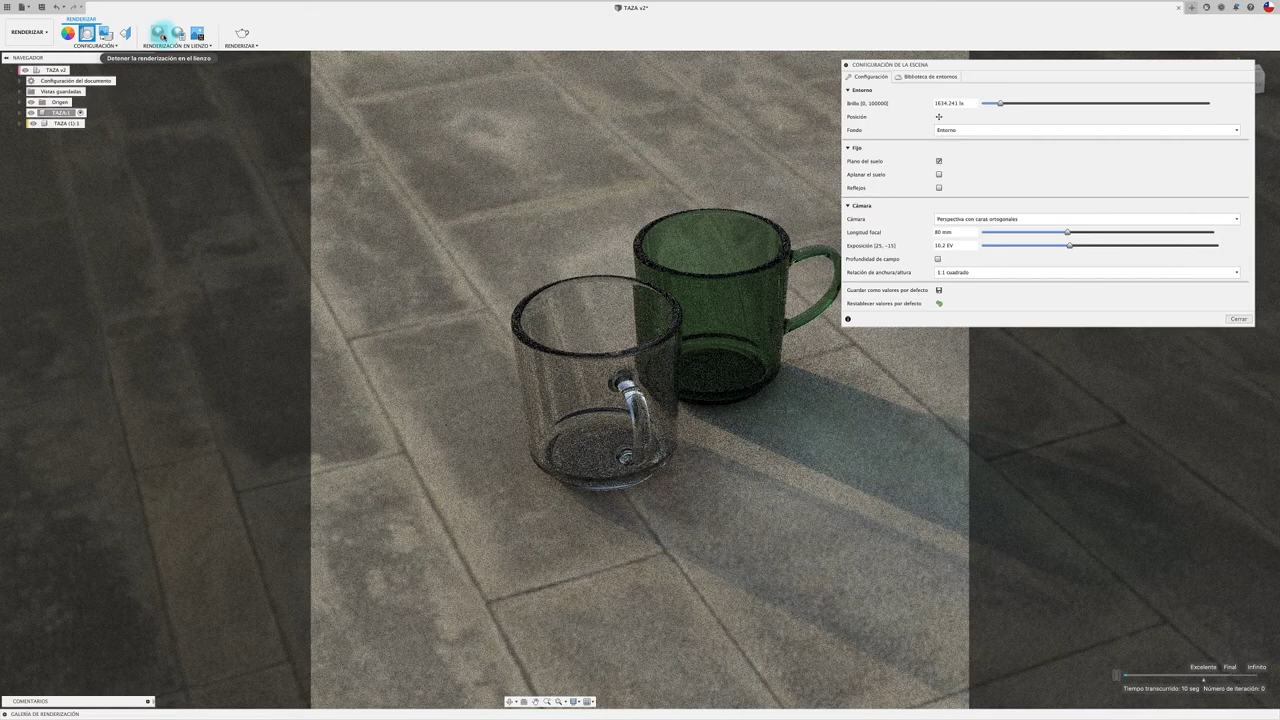 TAZA v2*
RENDERIZAR
RENDERIZAR
CONFIGURACIÓN
RENDERIZACIÓN EN LIENZO
RENDERIZAR
NAVEGADOR
Detener la renderización en el lienzo
TAZA v2
Configuración del documento
Vistas guardadas
Origen
TAZA:1
TAZA (1):1
CONFIGURACIÓN DE LA ESCENA
Configuración
Biblioteca de entornos
Entorno
Brillo [0, 100000]
1634.241 lx
Posición
Fondo
Entorno
Fijo
Plano del suelo
Aplanar el suelo
Reflejos
Cámara
Cámara
Perspectiva con caras ortogonales
Longitud focal
80 mm
Exposición [25, -15]
10,2 EV
Profundidad de campo
Relación de anchura/altura
1:1 cuadrado
Guardar como valores por defecto
Restablecer valores por defecto
Cerrar
Excelente Final Infinito
Tiempo transcurrido: 10 seg Número de iteración: 0
COMENTARIOS
GALERÍA DE RENDERIZACIÓN